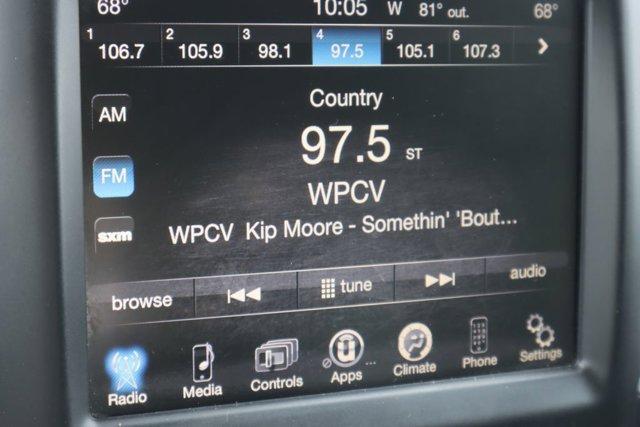 68° 10:05 W 81° out. 68°
1 2 3 4 5 6
106.7 105.9 98.1 97.5 105.1 107.3
AM
Country
97.5 ST
FM
WPCV
sxm
WPCV Kip Moore - Somethin' 'Bout...
browse tune audio
Radio Media Controls Apps ... Climate Phone Settings